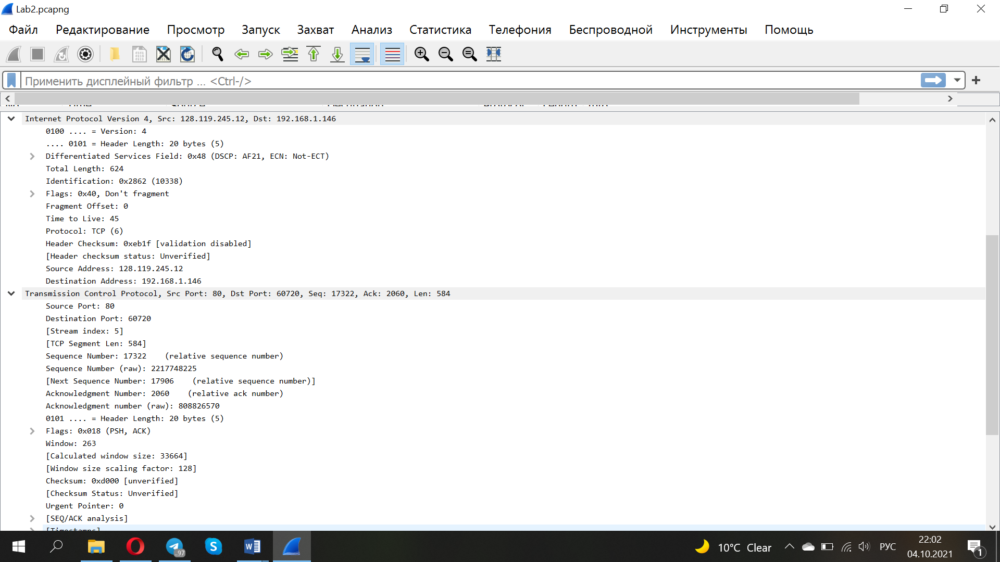 Lab2.pcapng
Файл Редактирование Просмотр Запуск Захват Анализ Статистика Телефония Беспроводной Инструменты Помощь
Применить дисплейный фильтр ... <Ctrl-/>
Internet Protocol Version 4, Src: 128.119.245.12, Dst: 192.168.1.146
0100 .... = Version: 4
.... 0101 = Header Length: 20 bytes (5)
Differentiated Services Field: 0x48 (DSCP: AF21, ECN: Not-ECT)
Total Length: 624
Identification: 0x2862 (10338)
Flags: 0x40, Don't fragment
Fragment Offset: 0
Time to Live: 45
Protocol: TCP (6)
Header Checksum: 0xeb1f [validation disabled]
[Header checksum status: Unverified]
Source Address: 128.119.245.12
Destination Address: 192.168.1.146
Transmission Control Protocol, Src Port: 80, Dst Port: 60720, Seq: 17322, Ack: 2060, Len: 584
Source Port: 80
Destination Port: 60720
[Stream index: 5]
[TCP Segment Len: 584]
Sequence Number: 17322 (relative sequence number)
Sequence Number (raw): 2217748225
[Next Sequence Number: 17906 (relative sequence number)]
Acknowledgment Number: 2060 (relative ack number)
Acknowledgment number (raw): 808826570
0101 .... = Header Length: 20 bytes (5)
Flags: 0x018 (PSH, ACK)
Window: 263
[Calculated window size: 33664]
[Window size scaling factor: 128]
Checksum: 0xd000 [unverified]
[Checksum Status: Unverified]
Urgent Pointer: 0
[SEQ/ACK analysis]
[Timestamps]
..97
10°C Clear
РУС
22:02
04.10.2021
1